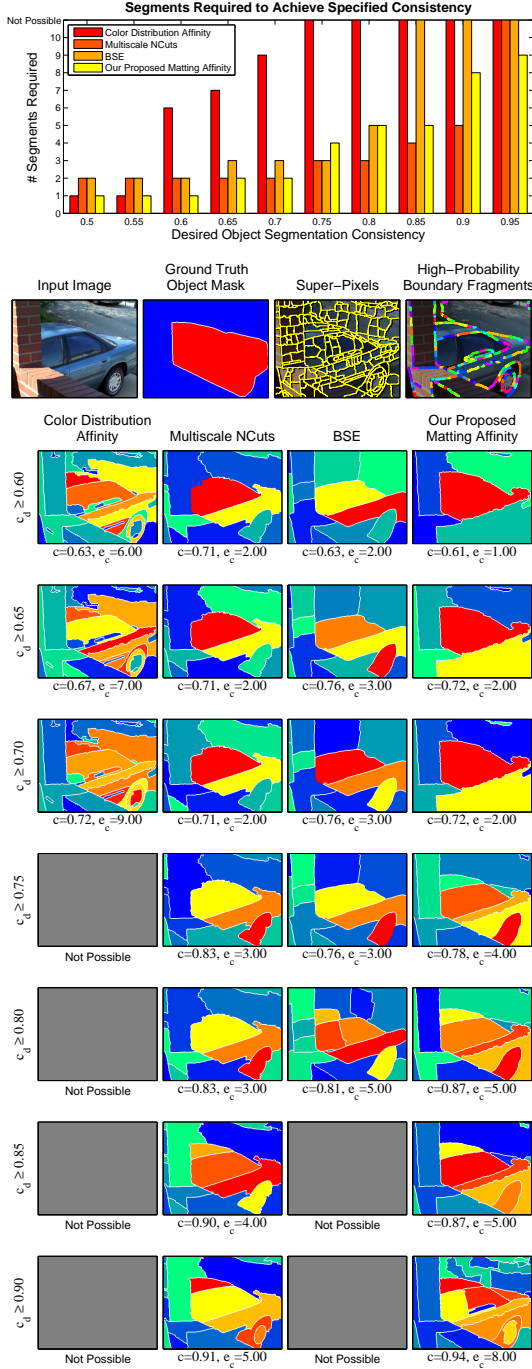 Segments Required to Achieve Specified Consistency
Not Possible
10
9
8
7
6
5
4
3
2
1
0
# Segments Required
Color Distribution Affinity
Multiscale NCuts
BSE
Our Proposed Matting Affinity
0.5 0.55 0.6 0.65 0.7 0.75 0.8 0.85 0.9 0.95
Desired Object Segmentation Consistency
Input Image
Ground Truth
Object Mask
Super−Pixels
High−Probability
Boundary Fragments
Color Distribution
Affinity
Multiscale NCuts
BSE
Our Proposed
Matting Affinity
c_d ≥ 0.60
c=0.63, e_c=6.00 c=0.71, e_c=2.00 c=0.63, e_c=2.00 c=0.61, e_c=1.00
c_d ≥ 0.65
c=0.67, e_c=7.00 c=0.71, e_c=2.00 c=0.76, e_c=3.00 c=0.72, e_c=2.00
c_d ≥ 0.70
c=0.72, e_c=9.00 c=0.71, e_c=2.00 c=0.76, e_c=3.00 c=0.72, e_c=2.00
c_d ≥ 0.75
Not Possible c=0.83, e_c=3.00 c=0.76, e_c=3.00 c=0.78, e_c=4.00
c_d ≥ 0.80
Not Possible c=0.83, e_c=3.00 c=0.81, e_c=5.00 c=0.87, e_c=5.00
c_d ≥ 0.85
Not Possible c=0.90, e_c=4.00 Not Possible c=0.87, e_c=5.00
c_d ≥ 0.90
Not Possible c=0.91, e_c=5.00 Not Possible c=0.94, e_c=8.00